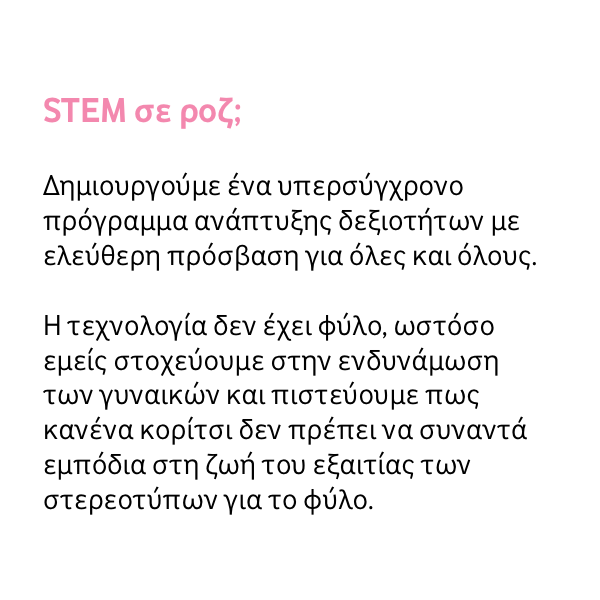 STEM σε ροζ;
Δημιουργούμε ένα υπερσύγχρονο
πρόγραμμα ανάπτυξης δεξιοτήτων με
ελεύθερη πρόσβαση για όλες και όλους.
Η τεχνολογία δεν έχει φύλο, ωστόσο
εμείς στοχεύουμε στην ενδυνάμωση
των γυναικών και πιστεύουμε πως
κανένα κορίτσι δεν πρέπει να συναντά
εμπόδια στη ζωή του εξαιτίας των
στερεοτύπων για το φύλο.